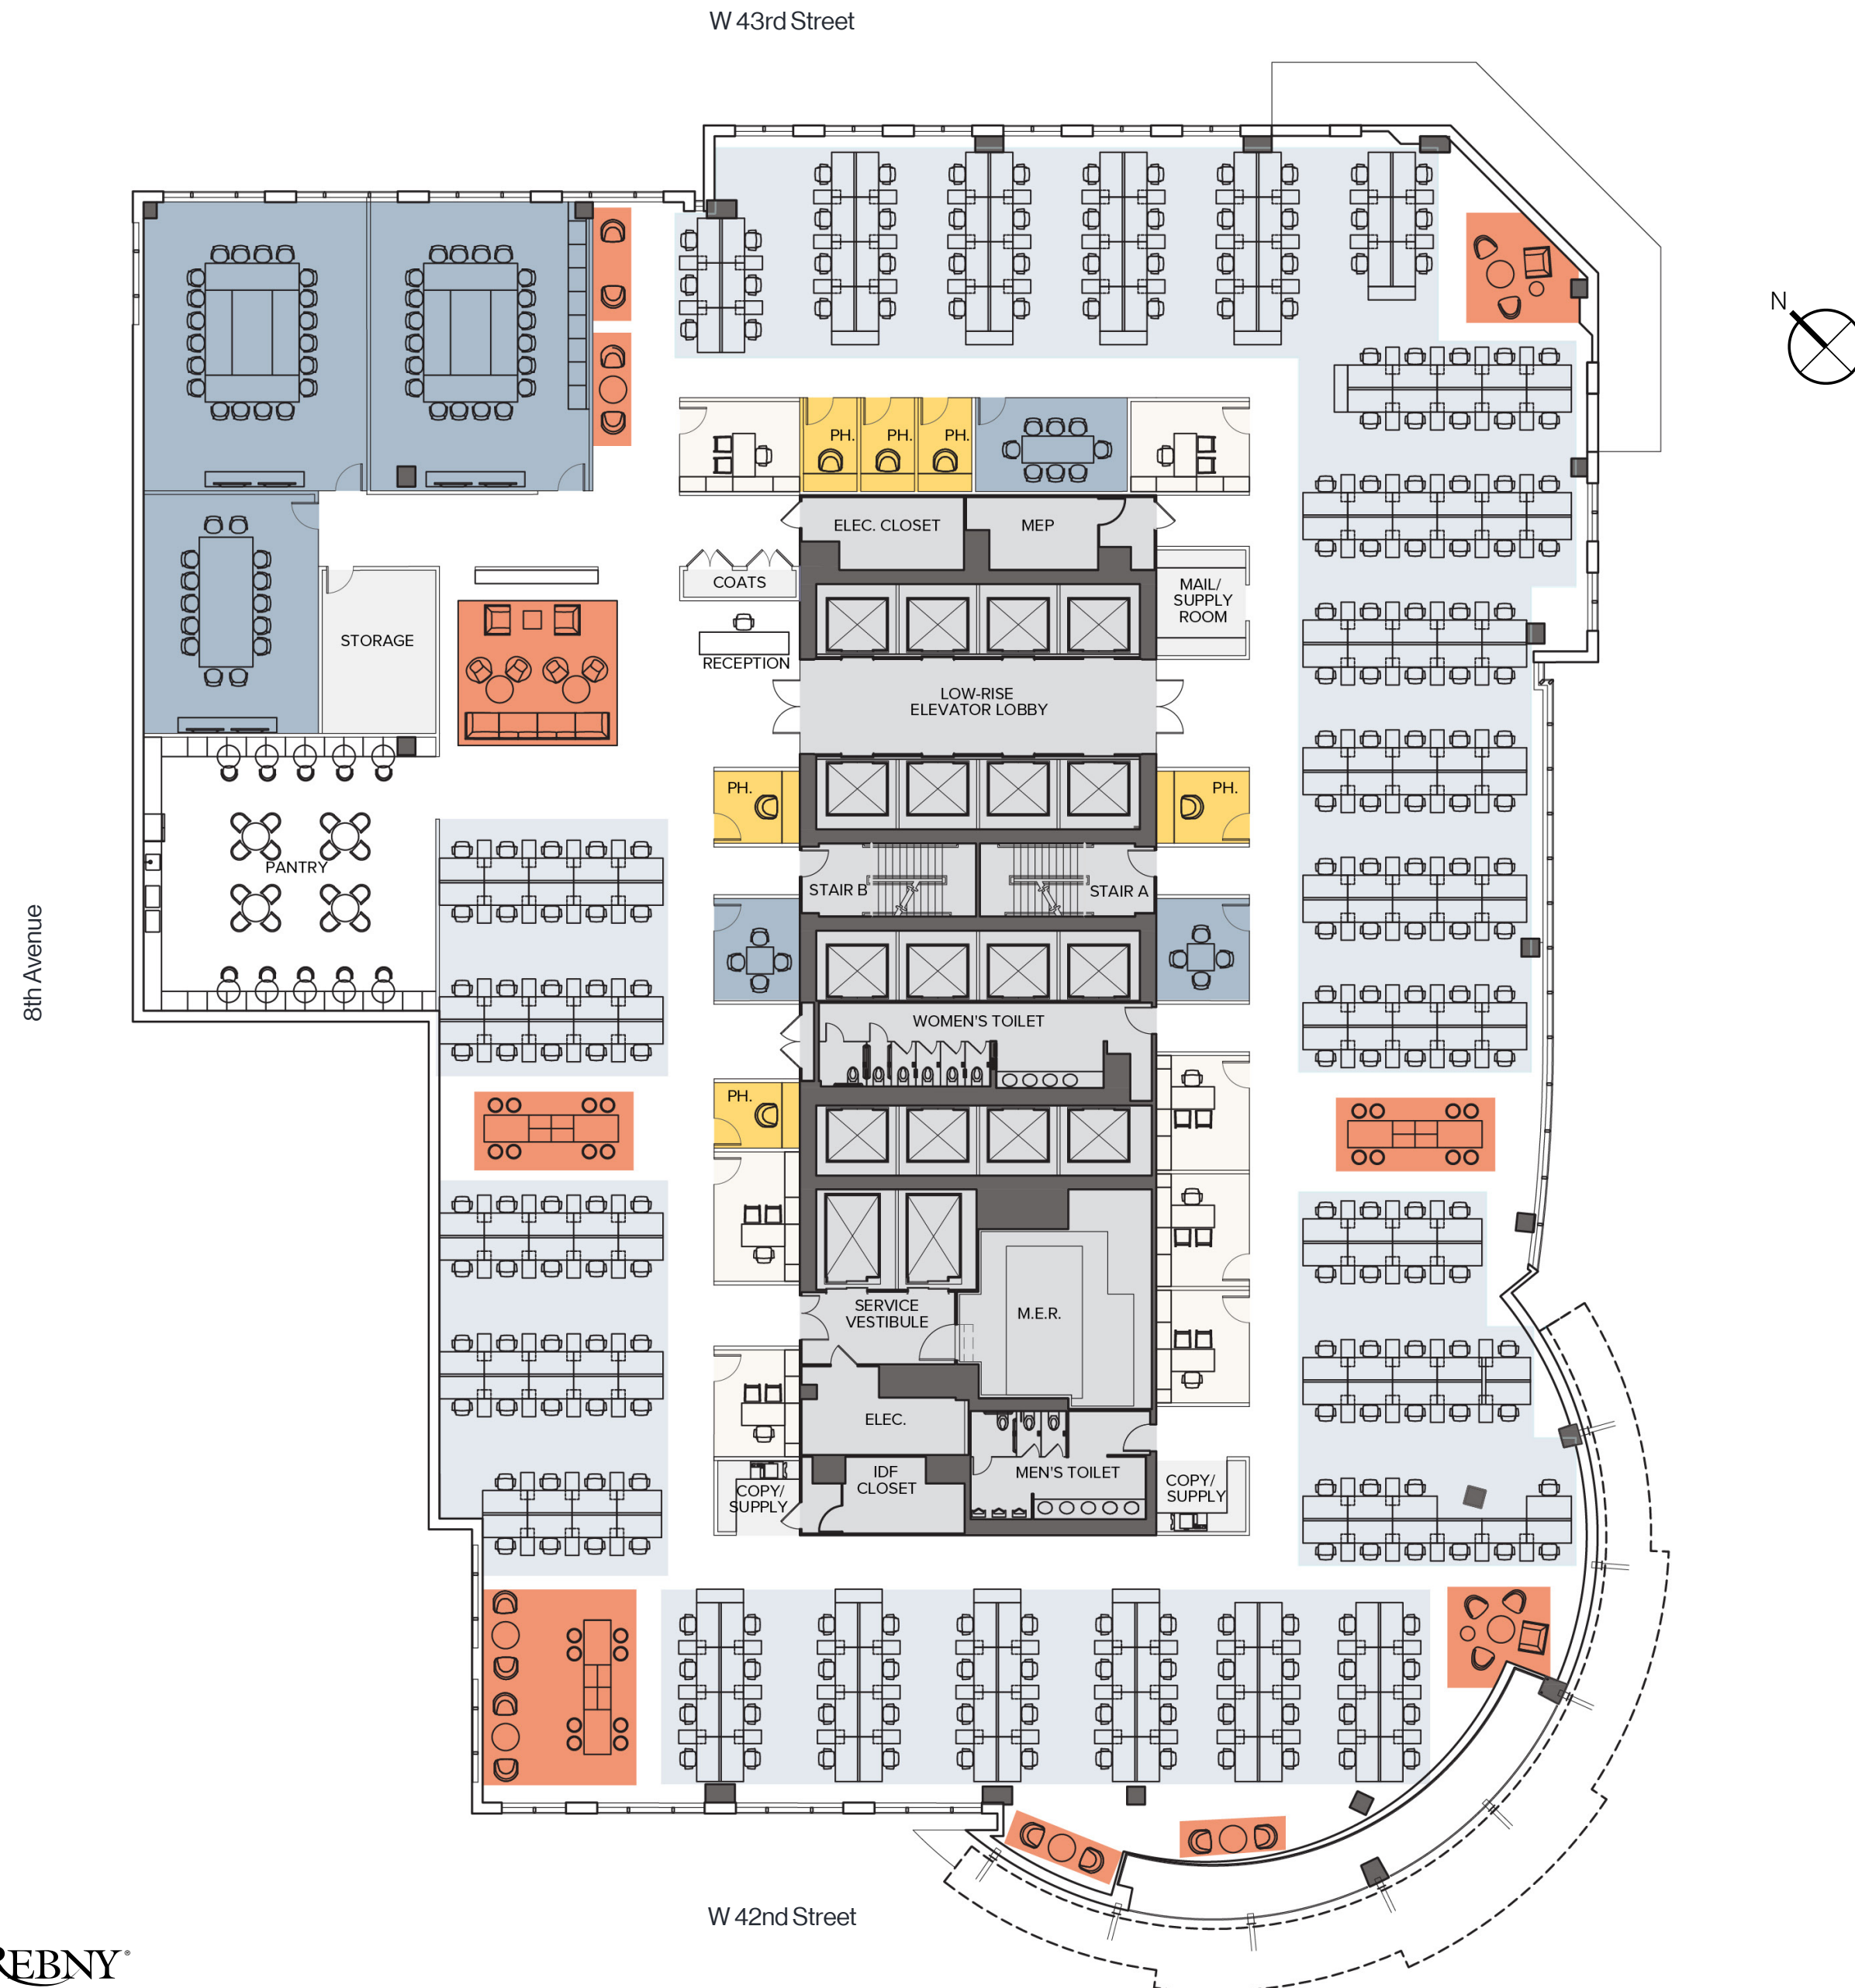 W 43rd Street
N
PH.
PH.
PH.
ELEC. CLOSET
MEP
COATS
MAIL/
SUPPLY
ROOM
STORAGE
RECEPTION
LOW-RISE
ELEVATOR LOBBY
PH.
PH.
PANTRY
STAIR B
STAIR A
8th Avenue
WOMEN'S TOILET
PH.
SERVICE
VESTIBULE
M.E.R.
ELEC.
IDF
CLOSET
MEN'S TOILET
COPY/
SUPPLY
COPY/
SUPPLY
W 42nd Street
REBNY®